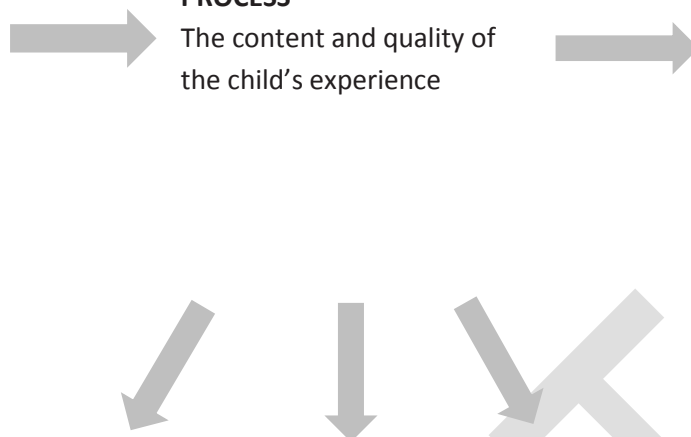 PROCESS
The content and quality of
the child's experience